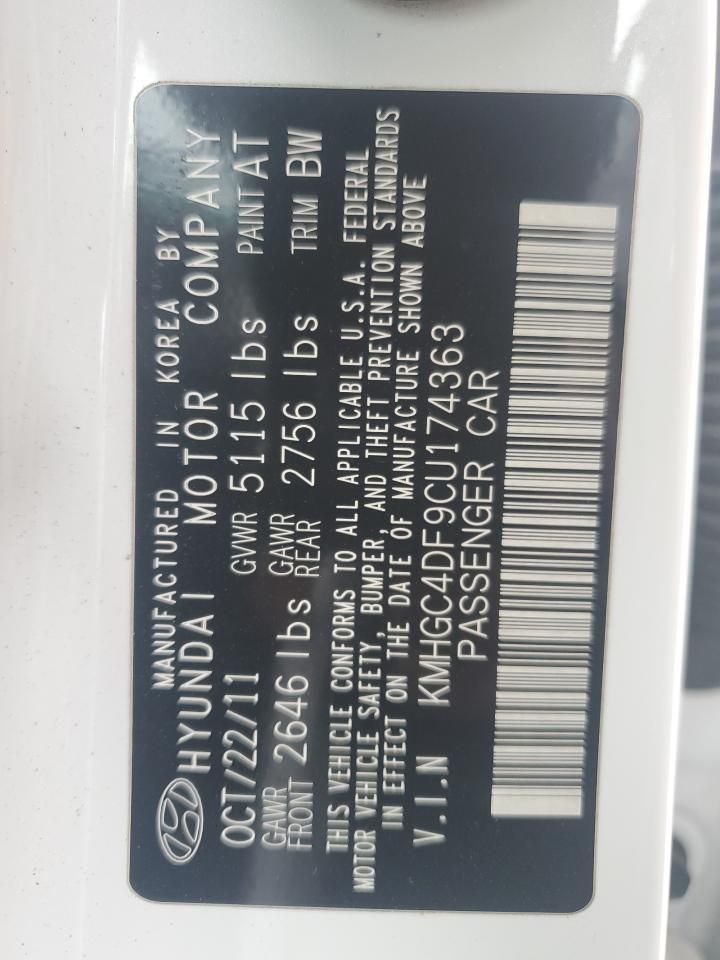 MANUFACTURED IN KOREA BY
HYUNDAI MOTOR COMPANY
OCT/22/11 GVWR 5115 lbs PAINT AT
GAWR FRONT 2646 lbs GAWR REAR 2756 lbs TRIM BW
THIS VEHICLE CONFORMS TO ALL APPLICABLE U.S.A. FEDERAL
MOTOR VEHICLE SAFETY, BUMPER, AND THEFT PREVENTION STANDARDS
IN EFFECT ON THE DATE OF MANUFACTURE SHOWN ABOVE
V.I.N KMHGC4DF9CU174363
PASSENGER CAR